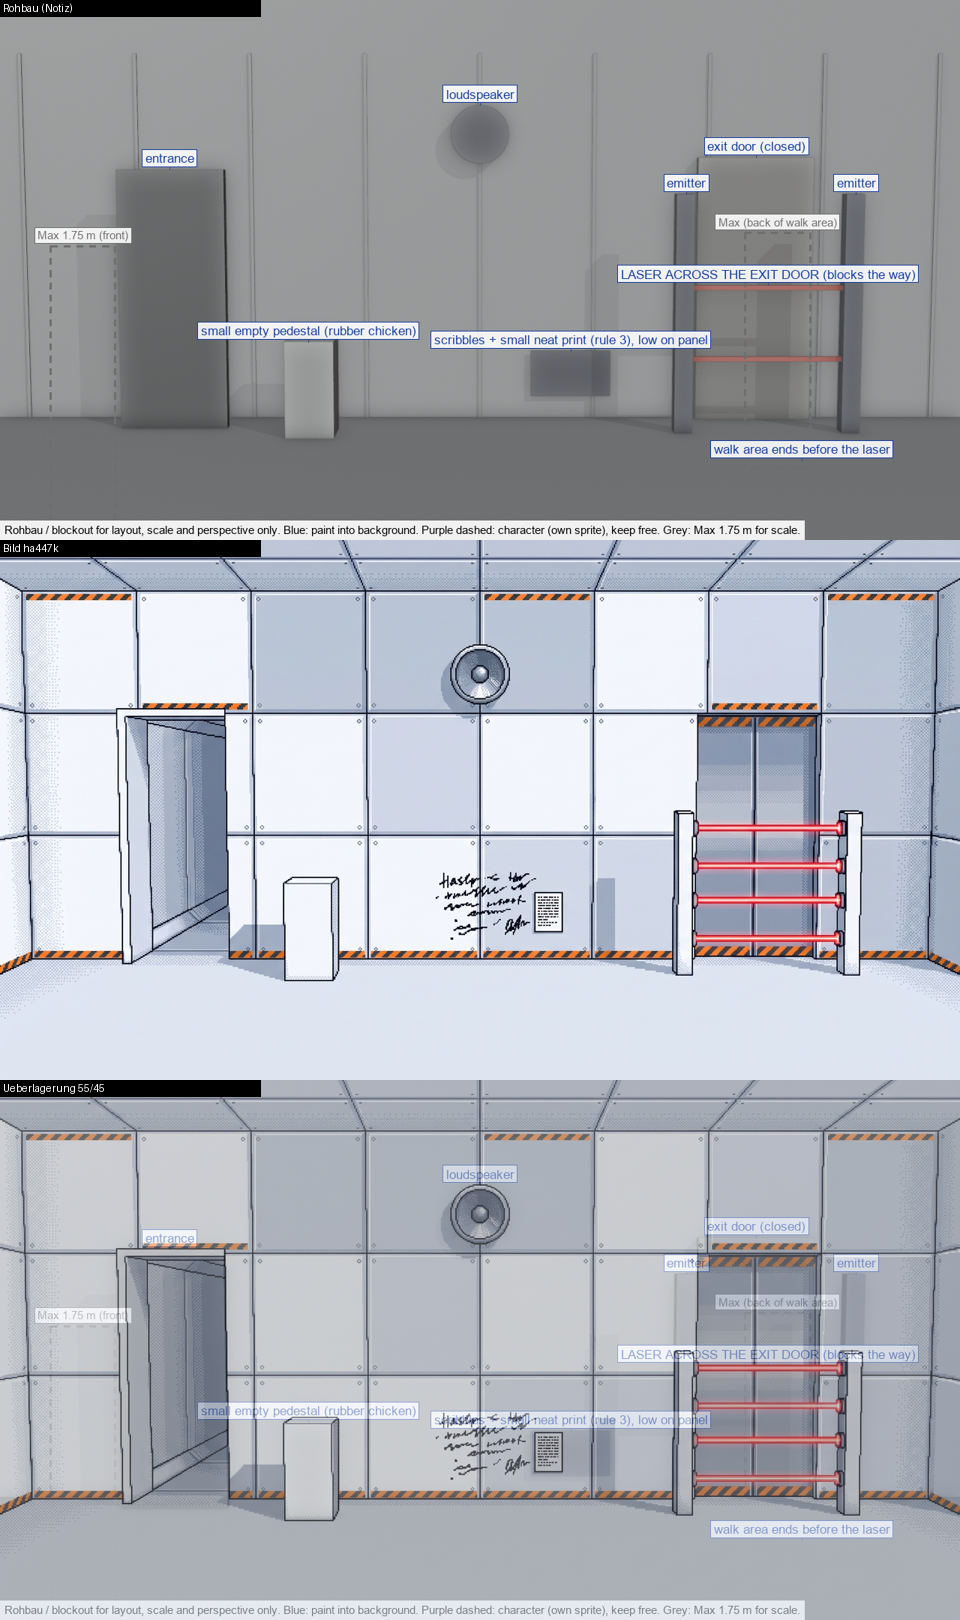 Rohbau (Notiz)
loudspeaker
exit door (closed)
entrance
emitter
emitter
Max (back of walk area)
Max 1.75 m (front)
LASER ACROSS THE EXIT DOOR (blocks the way)
small empty pedestal (rubber chicken)
scribbles + small neat print (rule 3), low on panel
walk area ends before the laser
Rohbau / blockout for layout, scale and perspective only. Blue: paint into background. Purple dashed: character (own sprite), keep free. Grey: Max 1.75 m for scale.
Bild ha447k
Ueberlagerung 55/45
loudspeaker
exit door (closed)
entrance
emitter
emitter
Max (back of walk area)
Max 1.75 m (front)
LASER ACROSS THE EXIT DOOR (blocks the way)
small empty pedestal (rubber chicken)
scribbles + small neat print (rule 3), low on panel
walk area ends before the laser
Rohbau / blockout for layout, scale and perspective only. Blue: paint into background. Purple dashed: character (own sprite), keep free. Grey: Max 1.75 m for scale.